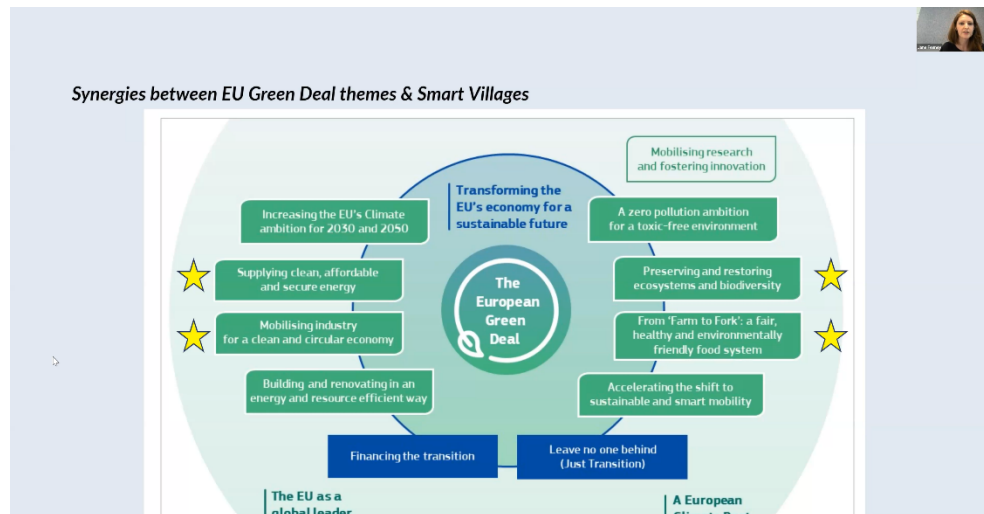 Synergies between EU Green Deal themes & Smart Villages
Mobilising research
and fostering innovation
Transforming the
EU's economy for a
sustainable future
Increasing the EU's Climate
ambition for 2030 and 2050
A zero pollution ambition
for a toxic-free environment
Supplying clean, affordable
and secure energy
Preserving and restoring
ecosystems and biodiversity
The
European
Green
Deal
Mobilising industry
for a clean and circular economy
From 'Farm to Fork': a fair,
healthy and environmentally
friendly food system
Building and renovating in an
energy and resource efficient way
Accelerating the shift to
sustainable and smart mobility
Financing the transition
Leave no one behind
(Just Transition)
The EU as a
global leader
A European